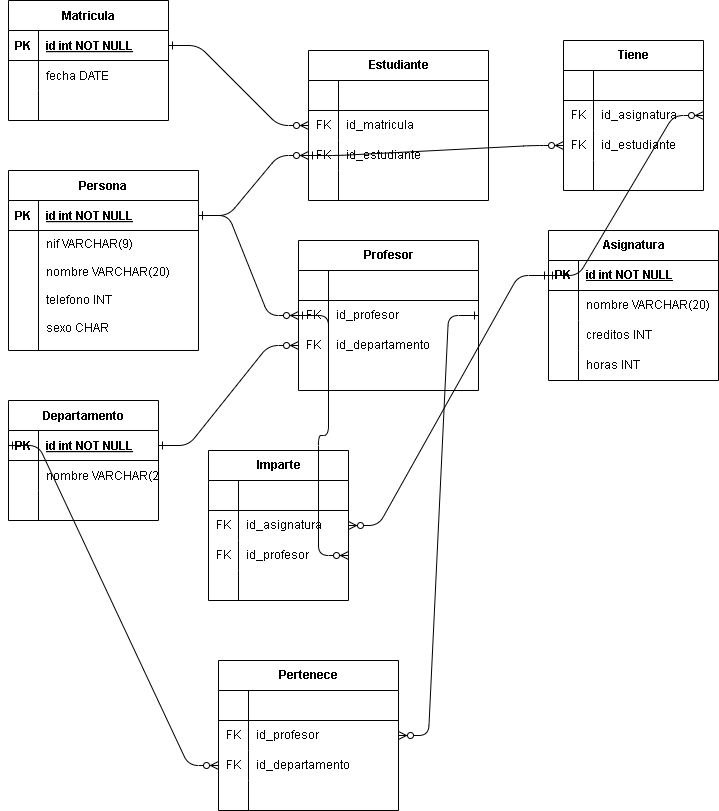 Matricula
PK id int NOT NULL
fecha DATE
Estudiante
FK id_matricula
FK id_estudiante
Tiene
FK id_asignatura
FK id_estudiante
Persona
PK id int NOT NULL
nif VARCHAR(9)
nombre VARCHAR(20)
telefono INT
sexo CHAR
Profesor
FK id_profesor
FK id_departamento
Asignatura
PK id int NOT NULL
nombre VARCHAR(20)
creditos INT
horas INT
Departamento
PK id int NOT NULL
nombre VARCHAR(2
Imparte
FK id_asignatura
FK id_profesor
Pertenece
FK id_profesor
FK id_departamento